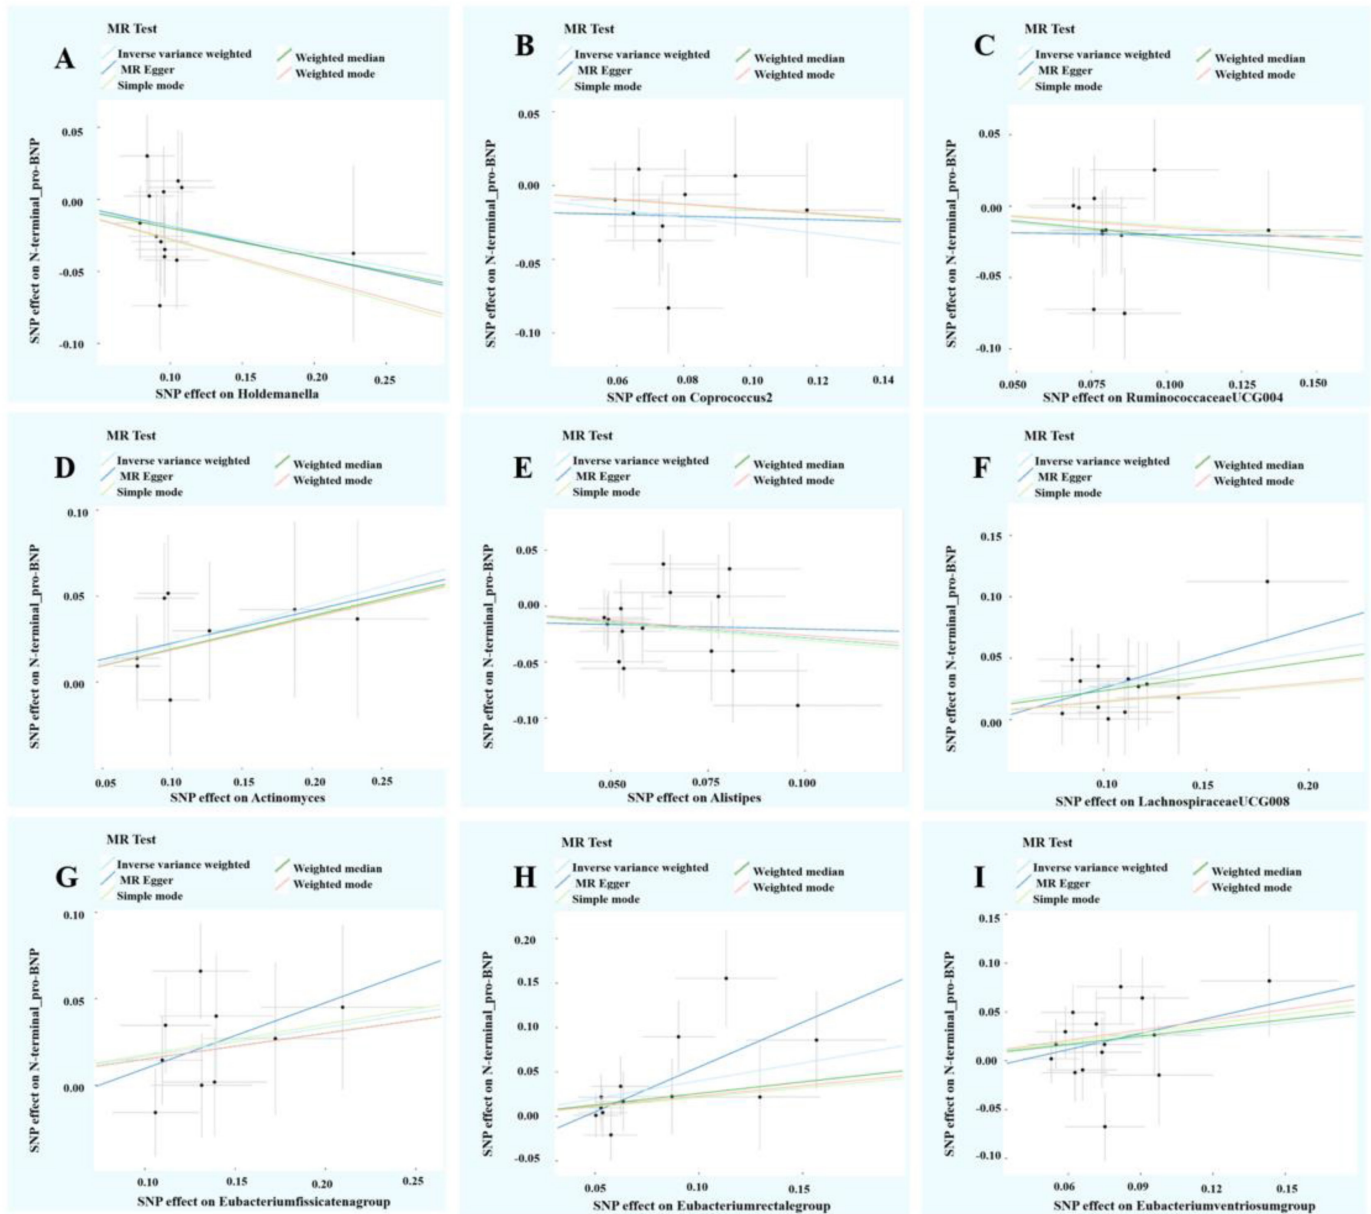 A
MR Test
Inverse variance weighted
MR Egger
Simple mode
Weighted median
Weighted mode
SNP effect on N-terminal_pro-BNP
0.05
0.00
-0.05
-0.10
0.10
0.15
0.20
0.25
SNP effect on Holdemanella
B
MR Test
Inverse variance weighted
MR Egger
Simple mode
Weighted median
Weighted mode
SNP effect on N-terminal_pro-BNP
0.05
0.00
-0.05
-0.10
0.06
0.08
0.10
0.12
0.14
SNP effect on Coprococcus2
C
MR Test
Inverse variance weighted
MR Egger
Simple mode
Weighted median
Weighted mode
SNP effect on N-terminal_pro-BNP
0.05
0.00
-0.05
-0.10
0.050
0.075
0.100
0.125
0.150
SNP effect on RuminococcaceaeUCG004
D
MR Test
Inverse variance weighted
MR Egger
Simple mode
Weighted median
Weighted mode
SNP effect on N-terminal_pro-BNP
0.10
0.05
0.00
0.05
0.10
0.20
0.25
SNP effect on Actinomyces
E
MR Test
Inverse variance weighted
MR Egger
Simple mode
Weighted median
Weighted mode
SNP effect on N-terminal_pro-BNP
0.05
0.00
-0.05
-0.10
0.050
0.075
0.100
SNP effect on Alistipes
F
MR Test
Inverse variance weighted
MR Egger
Simple mode
Weighted median
Weighted mode
SNP effect on N-terminal_pro-BNP
0.15
0.10
0.05
0.00
0.10
0.15
0.20
SNP effect on LachnospiraceaeUCG008
G
MR Test
Inverse variance weighted
MR Egger
Simple mode
Weighted median
Weighted mode
SNP effect on N-terminal_pro-BNP
0.10
0.05
0.00
0.10
0.15
0.20
SNP effect on Eubacteriumfissicatenagroup
H
MR Test
Inverse variance weighted
MR Egger
Simple mode
Weighted median
Weighted mode
SNP effect on N-terminal_pro-BNP
0.20
0.15
0.10
0.05
0.00
-0.05
0.05
0.10
0.15
SNP effect on Eubacteriumrectalegroup
I
MR Test
Inverse variance weighted
MR Egger
Simple mode
Weighted median
Weighted mode
SNP effect on N-terminal_pro-BNP
0.15
0.10
0.05
0.00
-0.05
-0.10
0.06
0.09
0.12
0.15
SNP effect on Eubacteriumventriosumgroup